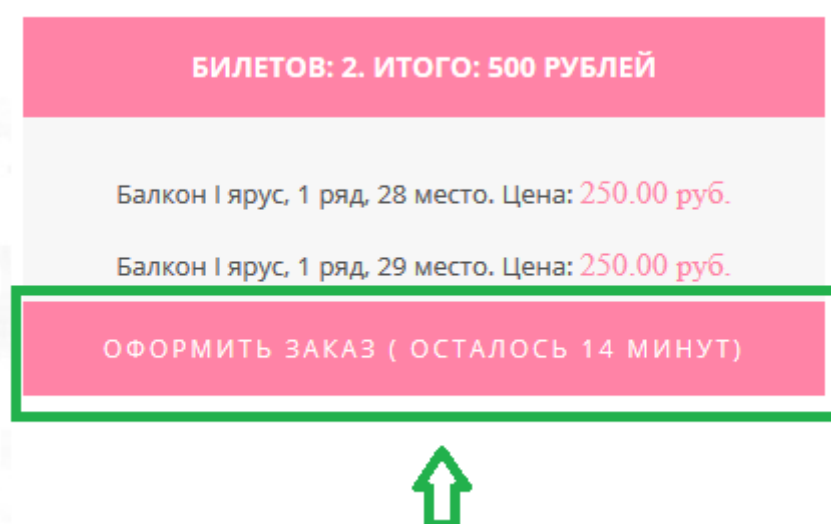 БИЛЕТОВ: 2. ИТОГО: 500 РУБЛЕЙ
Балкон I ярус, 1 ряд, 28 место. Цена: 250.00 руб.
Балкон I ярус, 1 ряд, 29 место. Цена: 250.00 руб.
ОФОРМИТЬ ЗАКАЗ ( ОСТАЛОСЬ 14 МИНУТ)